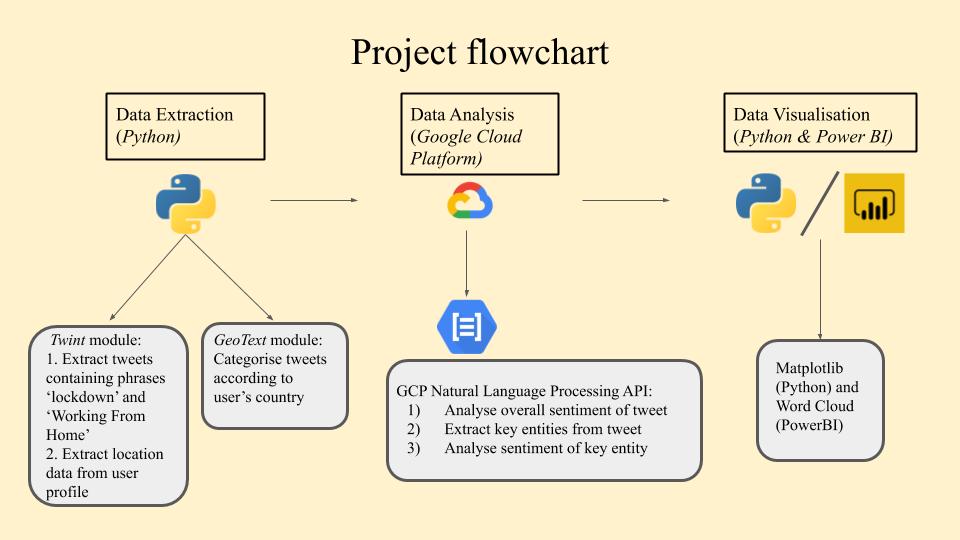 Project flowchart
Data Extraction
(Python)
Data Analysis
(Google Cloud
Platform)
Data Visualisation
(Python & Power BI)
Twint module:
1. Extract tweets
containing phrases
‘lockdown’ and
‘Working From
Home’
2. Extract location
data from user
profile
GeoText module:
Categorise tweets
according to
user’s country
GCP Natural Language Processing API:
1) Analyse overall sentiment of tweet
2) Extract key entities from tweet
3) Analyse sentiment of key entity
Matplotlib
(Python) and
Word Cloud
(PowerBI)